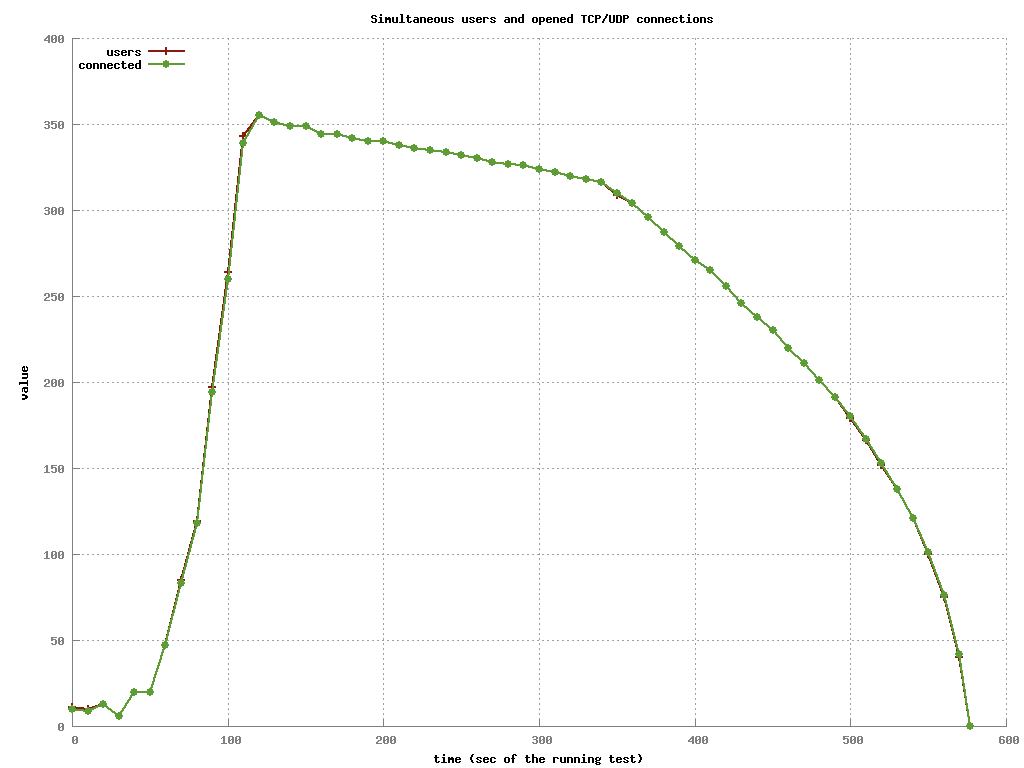 Simultaneous users and opened TCP/UDP connections
400
users
connected
350
300
250
200
value
150
100
50
0
0 100 200 300 400 500 600
time (sec of the running test)